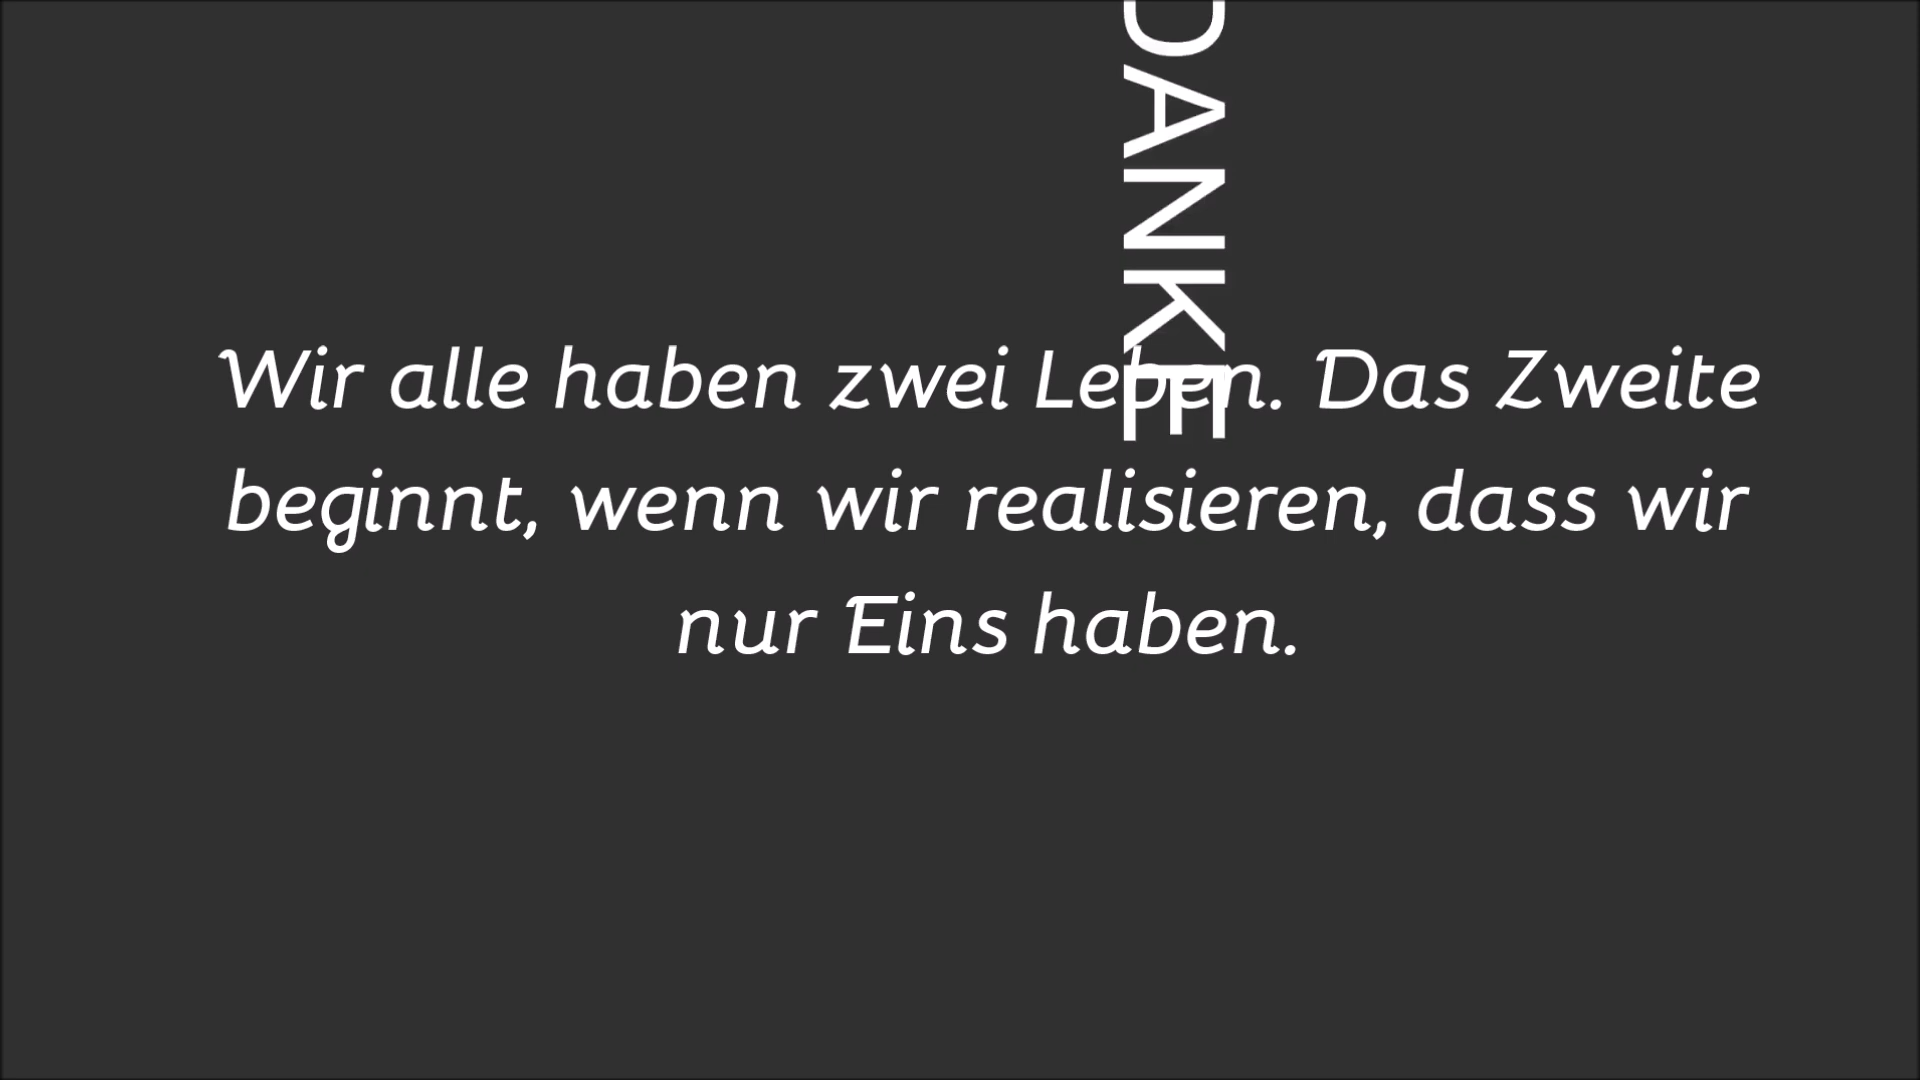 DANKE
Wir alle haben zwei Leben. Das Zweite
beginnt, wenn wir realisieren, dass wir
nur Eins haben.